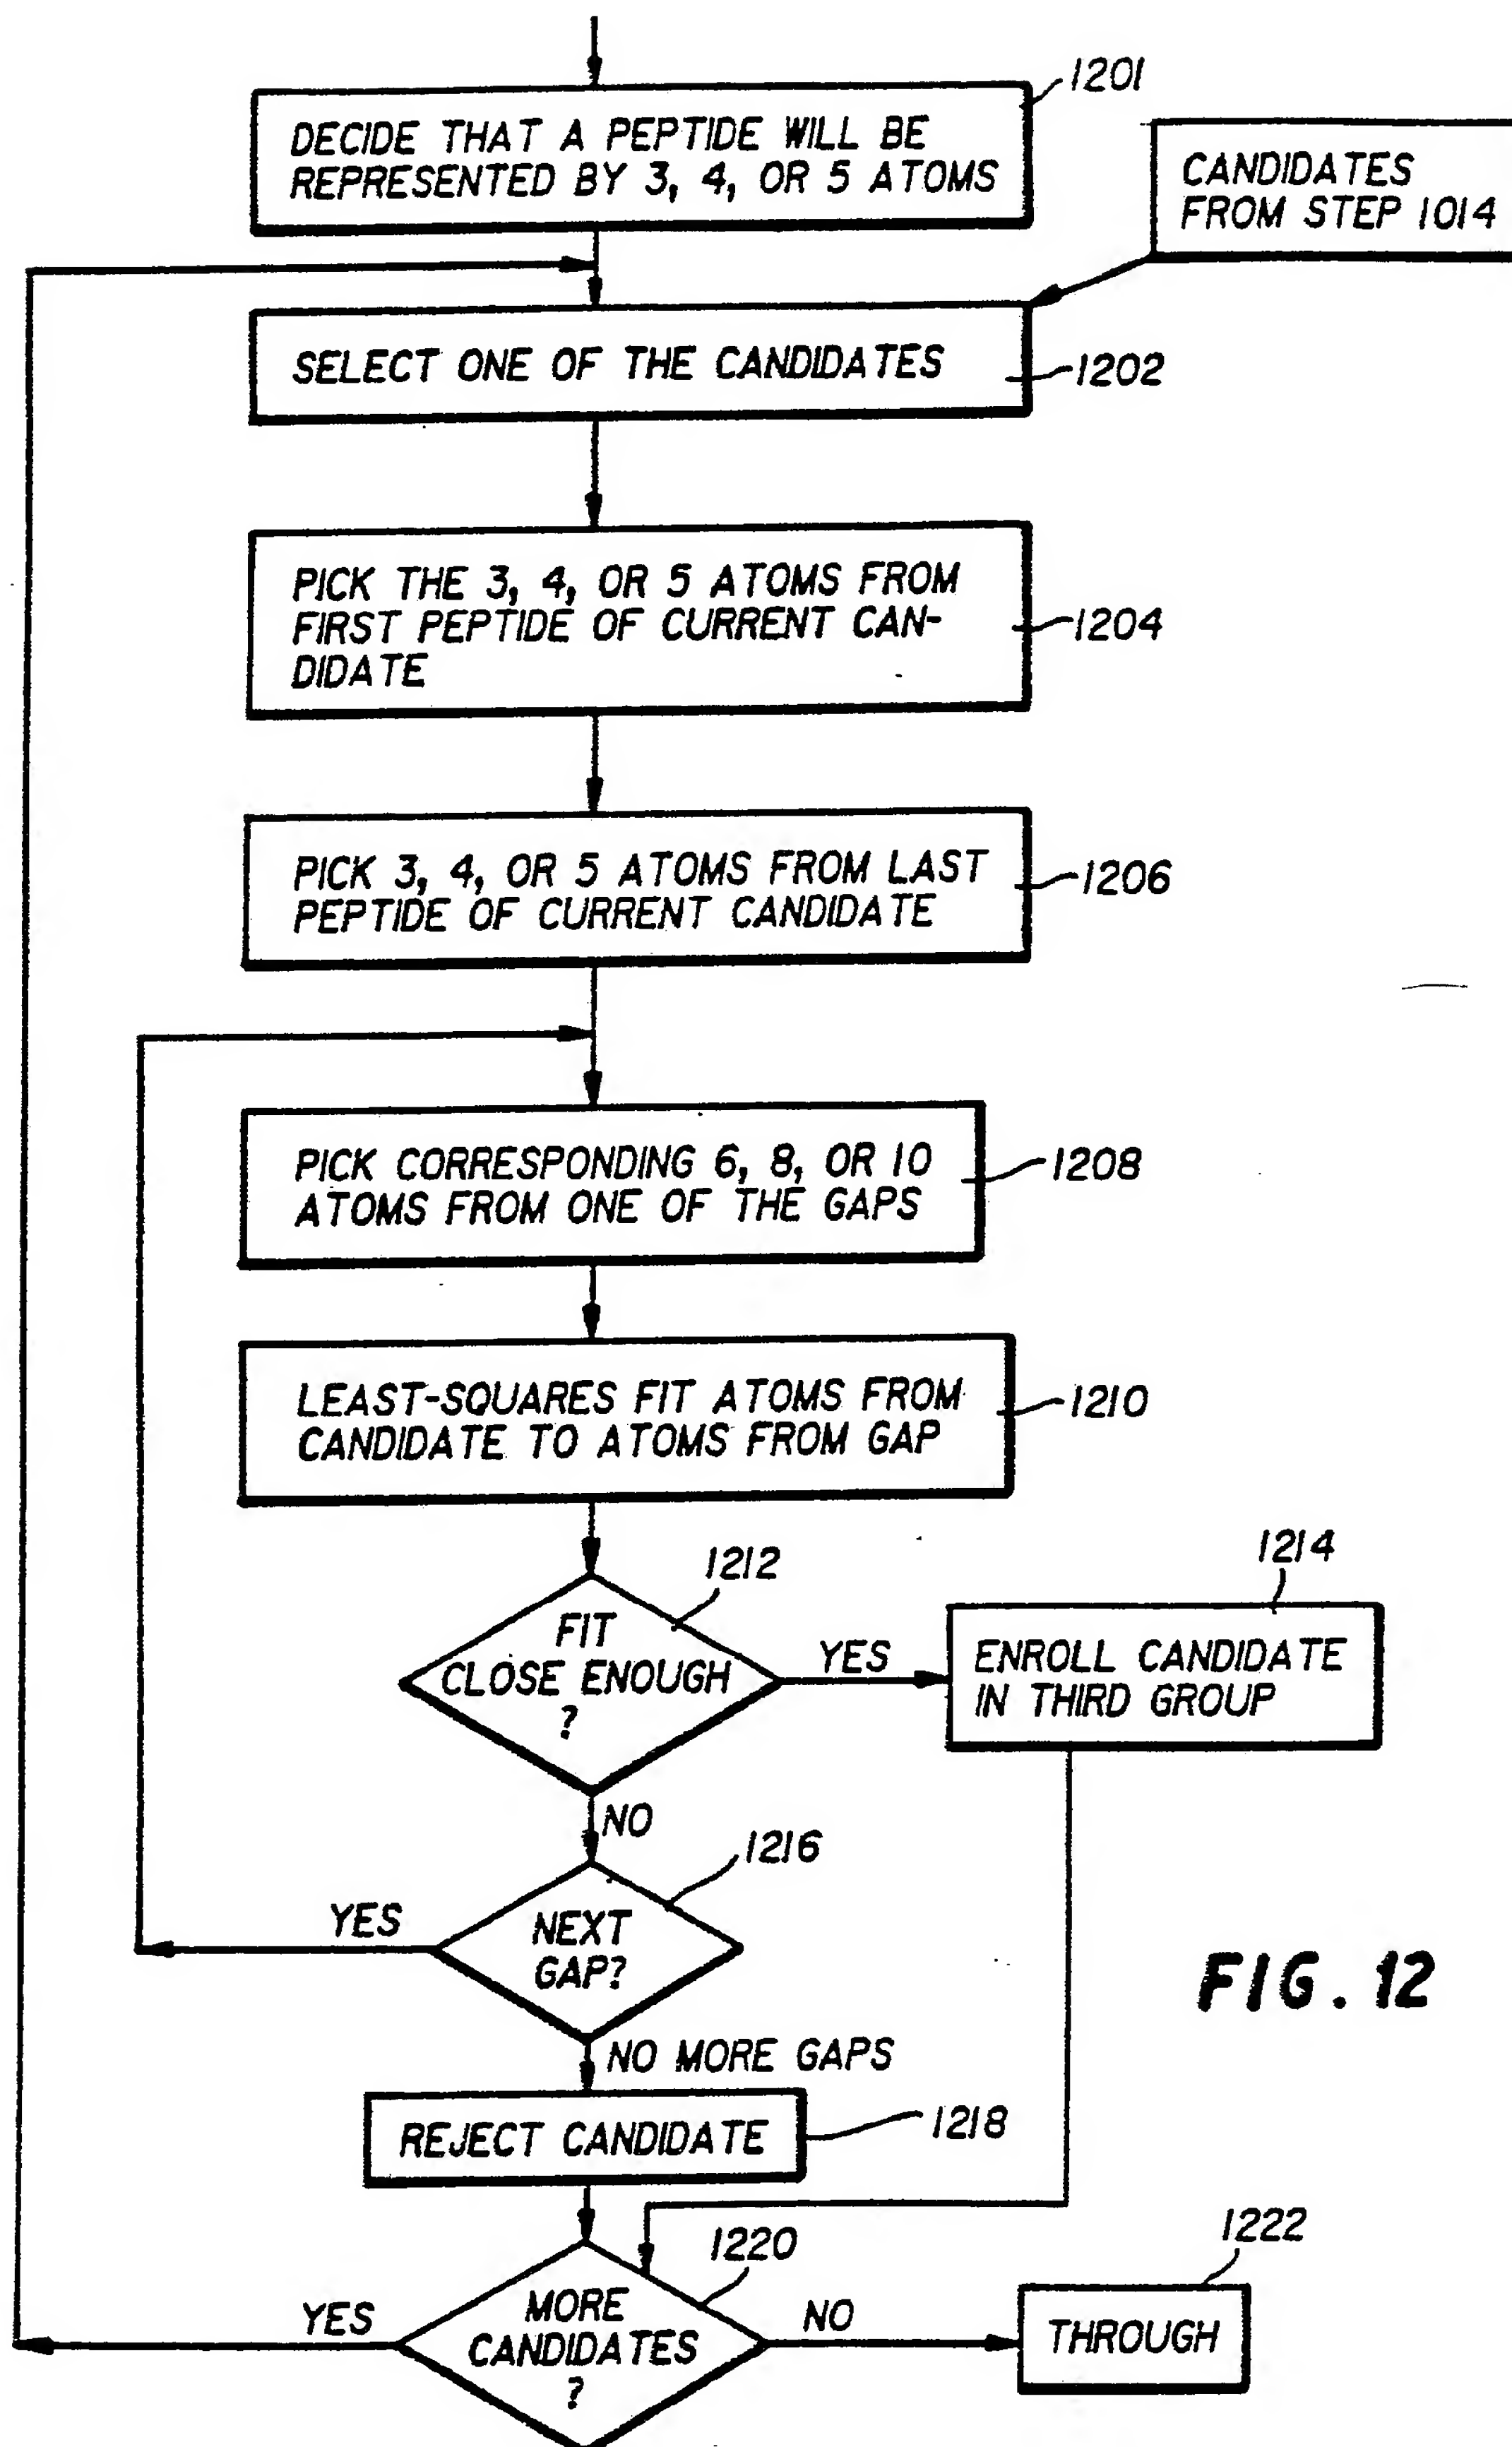 1201
DECIDE THAT A PEPTIDE WILL BE
REPRESENTED BY 3, 4, OR 5 ATOMS
CANDIDATES
FROM STEP 1014
SELECT ONE OF THE CANDIDATES
1202
PICK THE 3, 4, OR 5 ATOMS FROM
FIRST PEPTIDE OF CURRENT CAN-
DIDATE
1204
PICK 3, 4, OR 5 ATOMS FROM LAST
PEPTIDE OF CURRENT CANDIDATE
1206
PICK CORRESPONDING 6, 8, OR 10
ATOMS FROM ONE OF THE GAPS
1208
LEAST-SQUARES FIT ATOMS FROM
CANDIDATE TO ATOMS FROM GAP
1210
1212
FIT
CLOSE ENOUGH
?
YES
1214
ENROLL CANDIDATE
IN THIRD GROUP
NO
1216
NEXT
GAP?
YES
FIG. 12
NO MORE GAPS
REJECT CANDIDATE
1218
1220
MORE
CANDIDATES
?
YES
NO
1222
THROUGH